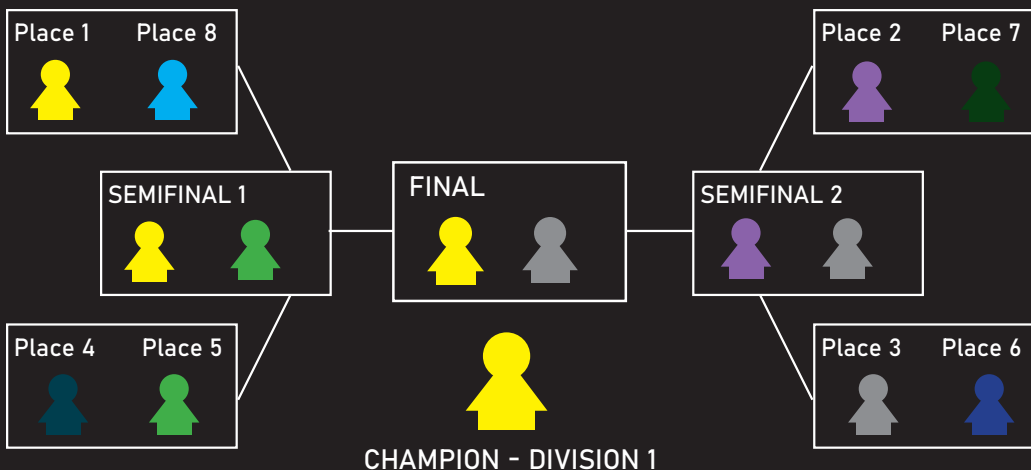 Place 1 Place 8
Place 2 Place 7
SEMIFINAL 1
FINAL
SEMIFINAL 2
Place 4 Place 5
Place 3 Place 6
CHAMPION - DIVISION 1